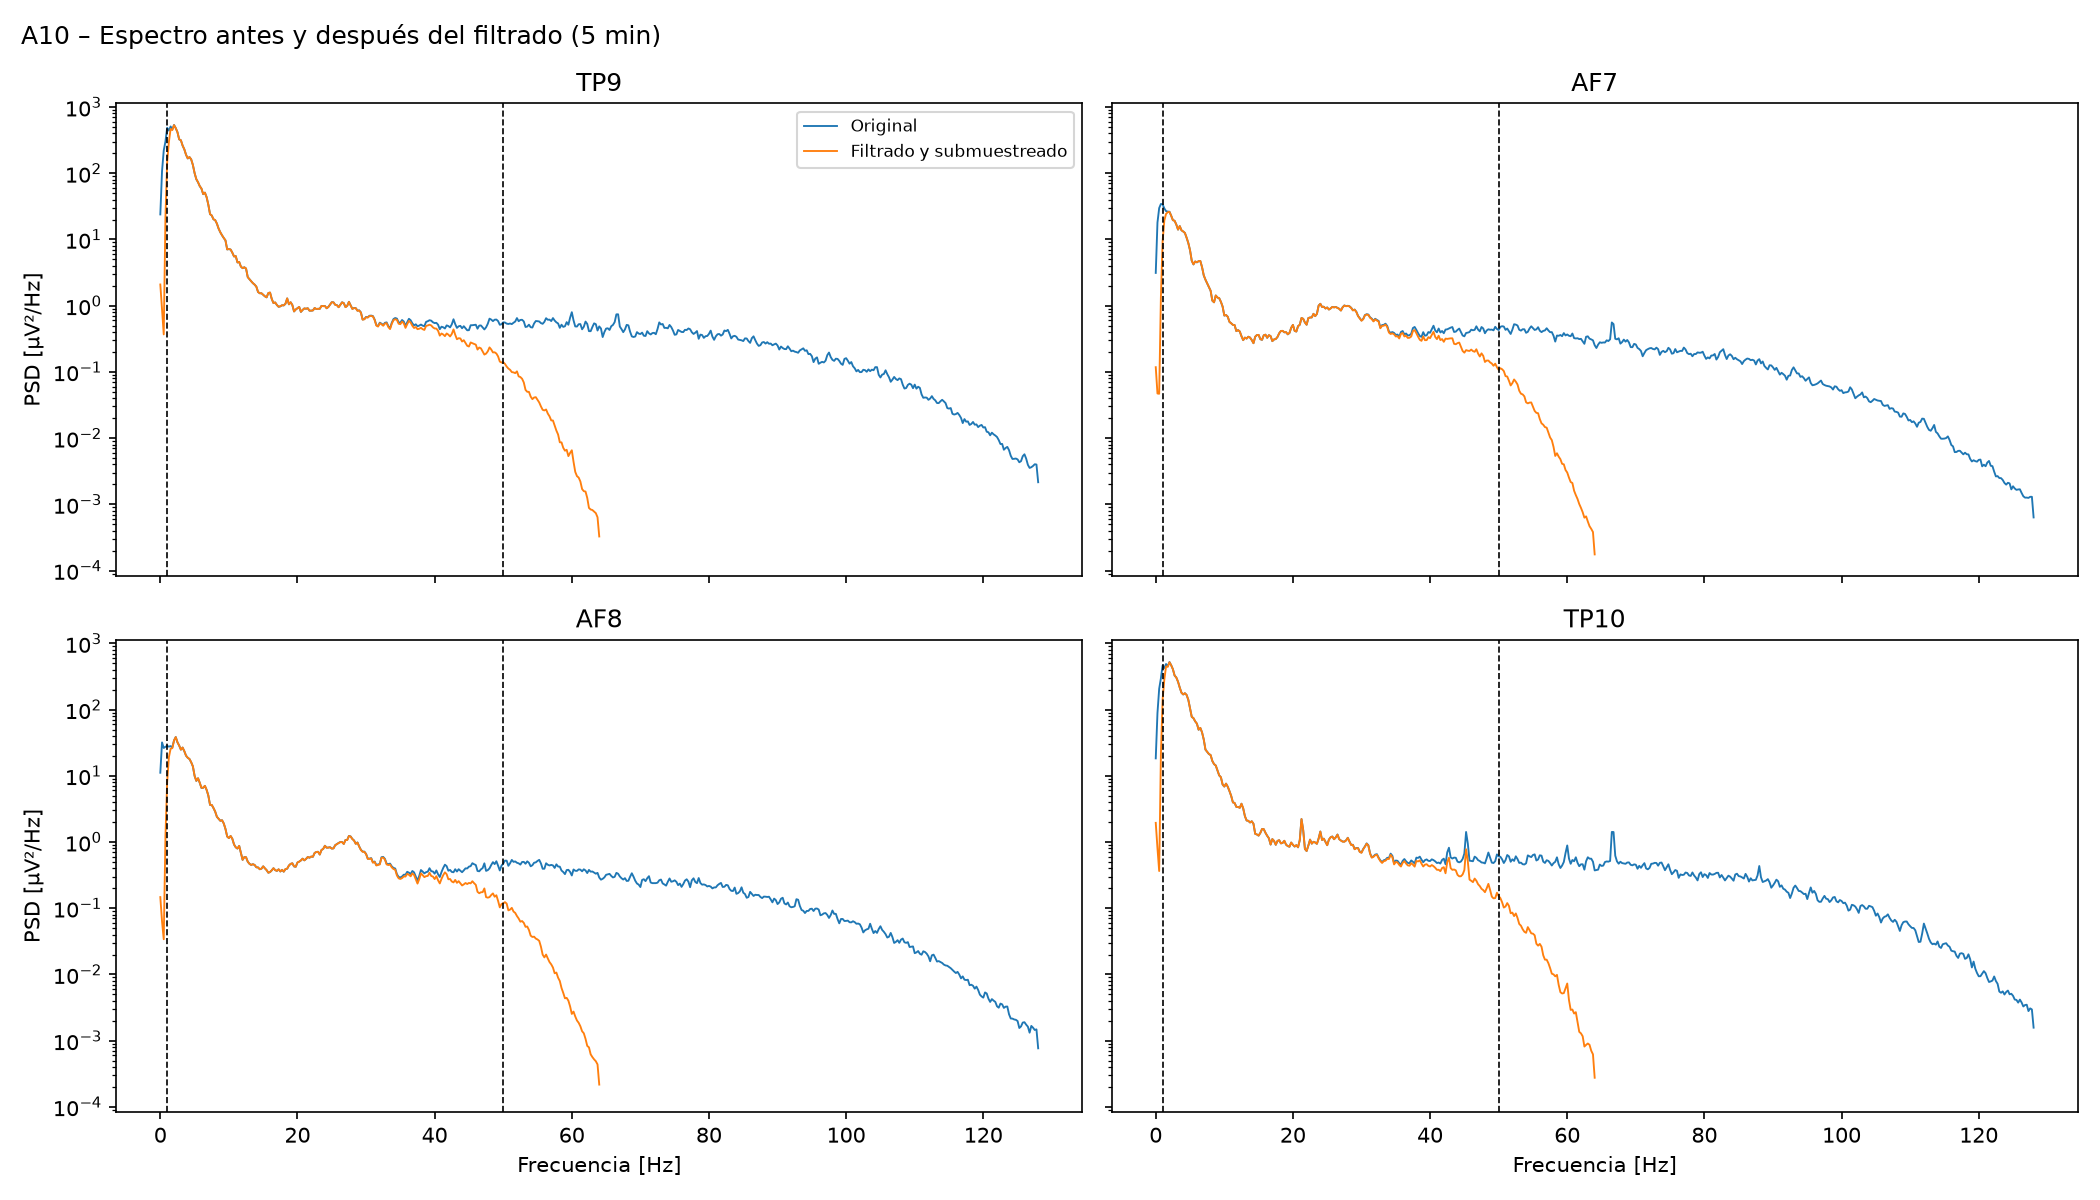 A10 – Espectro antes y después del filtrado (5 min)
TP9
AF7
10³
10²
10¹
10⁰
10⁻¹
10⁻²
10⁻³
10⁻⁴
PSD [µV²/Hz]
Original
Filtrado y submuestreado
AF8
TP10
10³
10²
10¹
10⁰
10⁻¹
10⁻²
10⁻³
10⁻⁴
PSD [µV²/Hz]
0 20 40 60 80 100 120
0 20 40 60 80 100 120
Frecuencia [Hz]
Frecuencia [Hz]